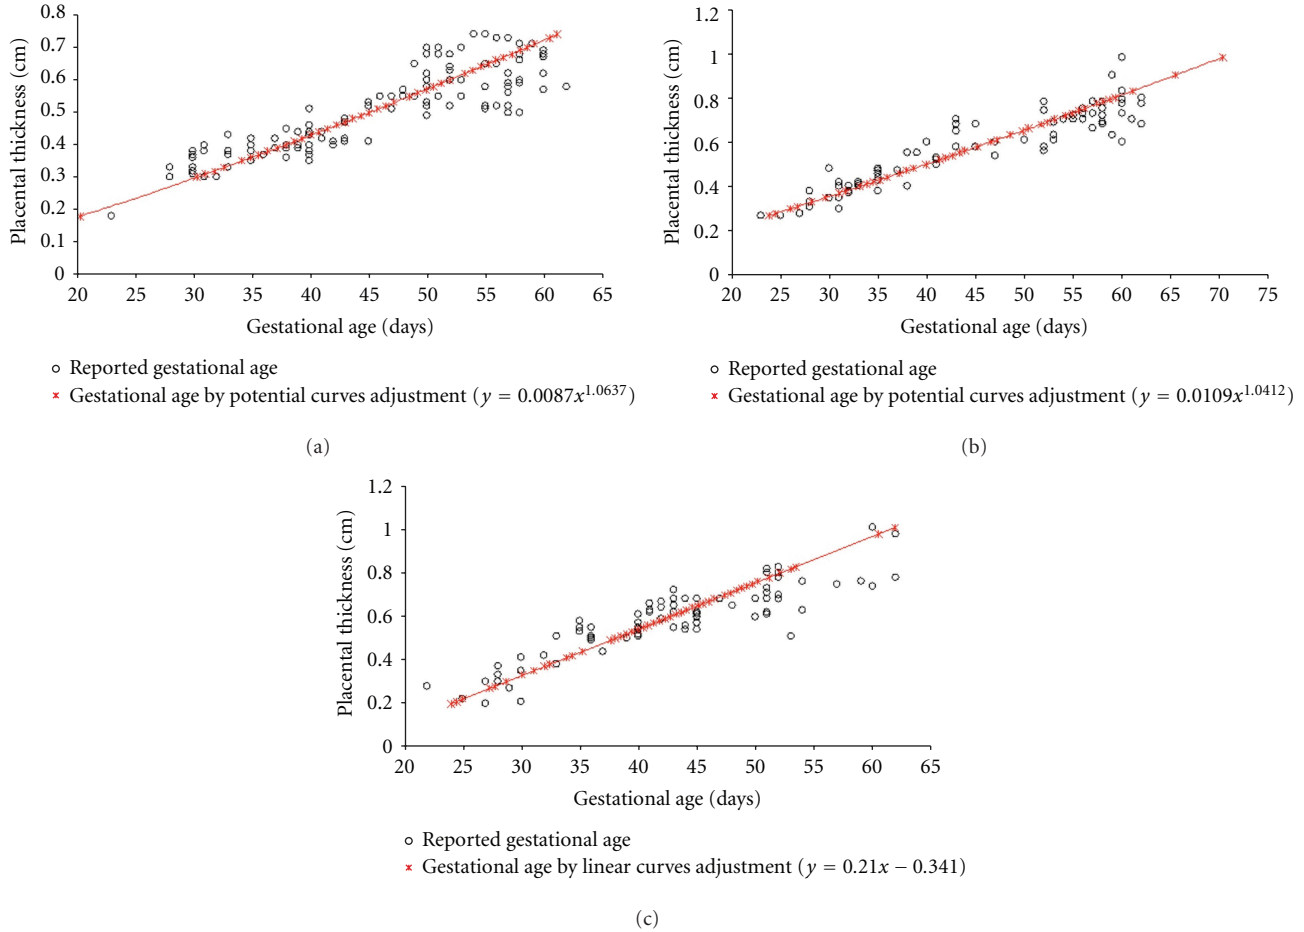 0.8
0.7
0.6
0.5
0.4
0.3
0.2
0.1
0
Placental thickness (cm)
20 25 30 35 40 45 50 55 60 65
Gestational age (days)
Reported gestational age
Gestational age by potential curves adjustment (y = 0.0087x^1.0637)
(a)
1.2
1
0.8
0.6
0.4
0.2
0
Placental thickness (cm)
20 25 30 35 40 45 50 55 60 65 70 75
Gestational age (days)
Reported gestational age
Gestational age by potential curves adjustment (y = 0.0109x^1.0412)
(b)
1.2
1
0.8
0.6
0.4
0.2
0
Placental thickness (cm)
20 25 30 35 40 45 50 55 60 65
Gestational age (days)
Reported gestational age
Gestational age by linear curves adjustment (y = 0.21x − 0.341)
(c)